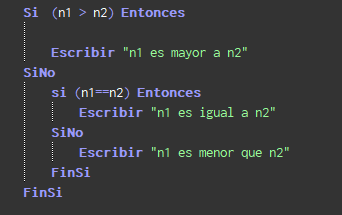 Si (n1 > n2) Entonces
Escribir "n1 es mayor a n2"
SiNo
si (n1==n2) Entonces
Escribir "n1 es igual a n2"
SiNo
Escribir "n1 es menor que n2"
FinSi
FinSi